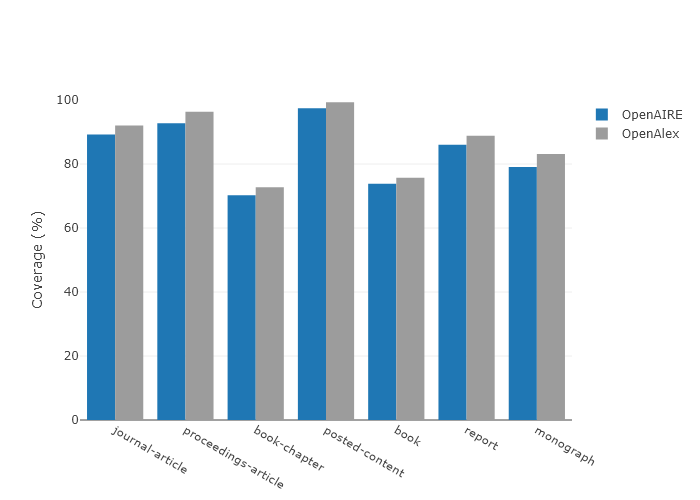 100
80
60
40
20
0
Coverage (%)
journal-article
proceedings-article
book-chapter
posted-content
book
report
monograph
OpenAIRE
OpenAlex